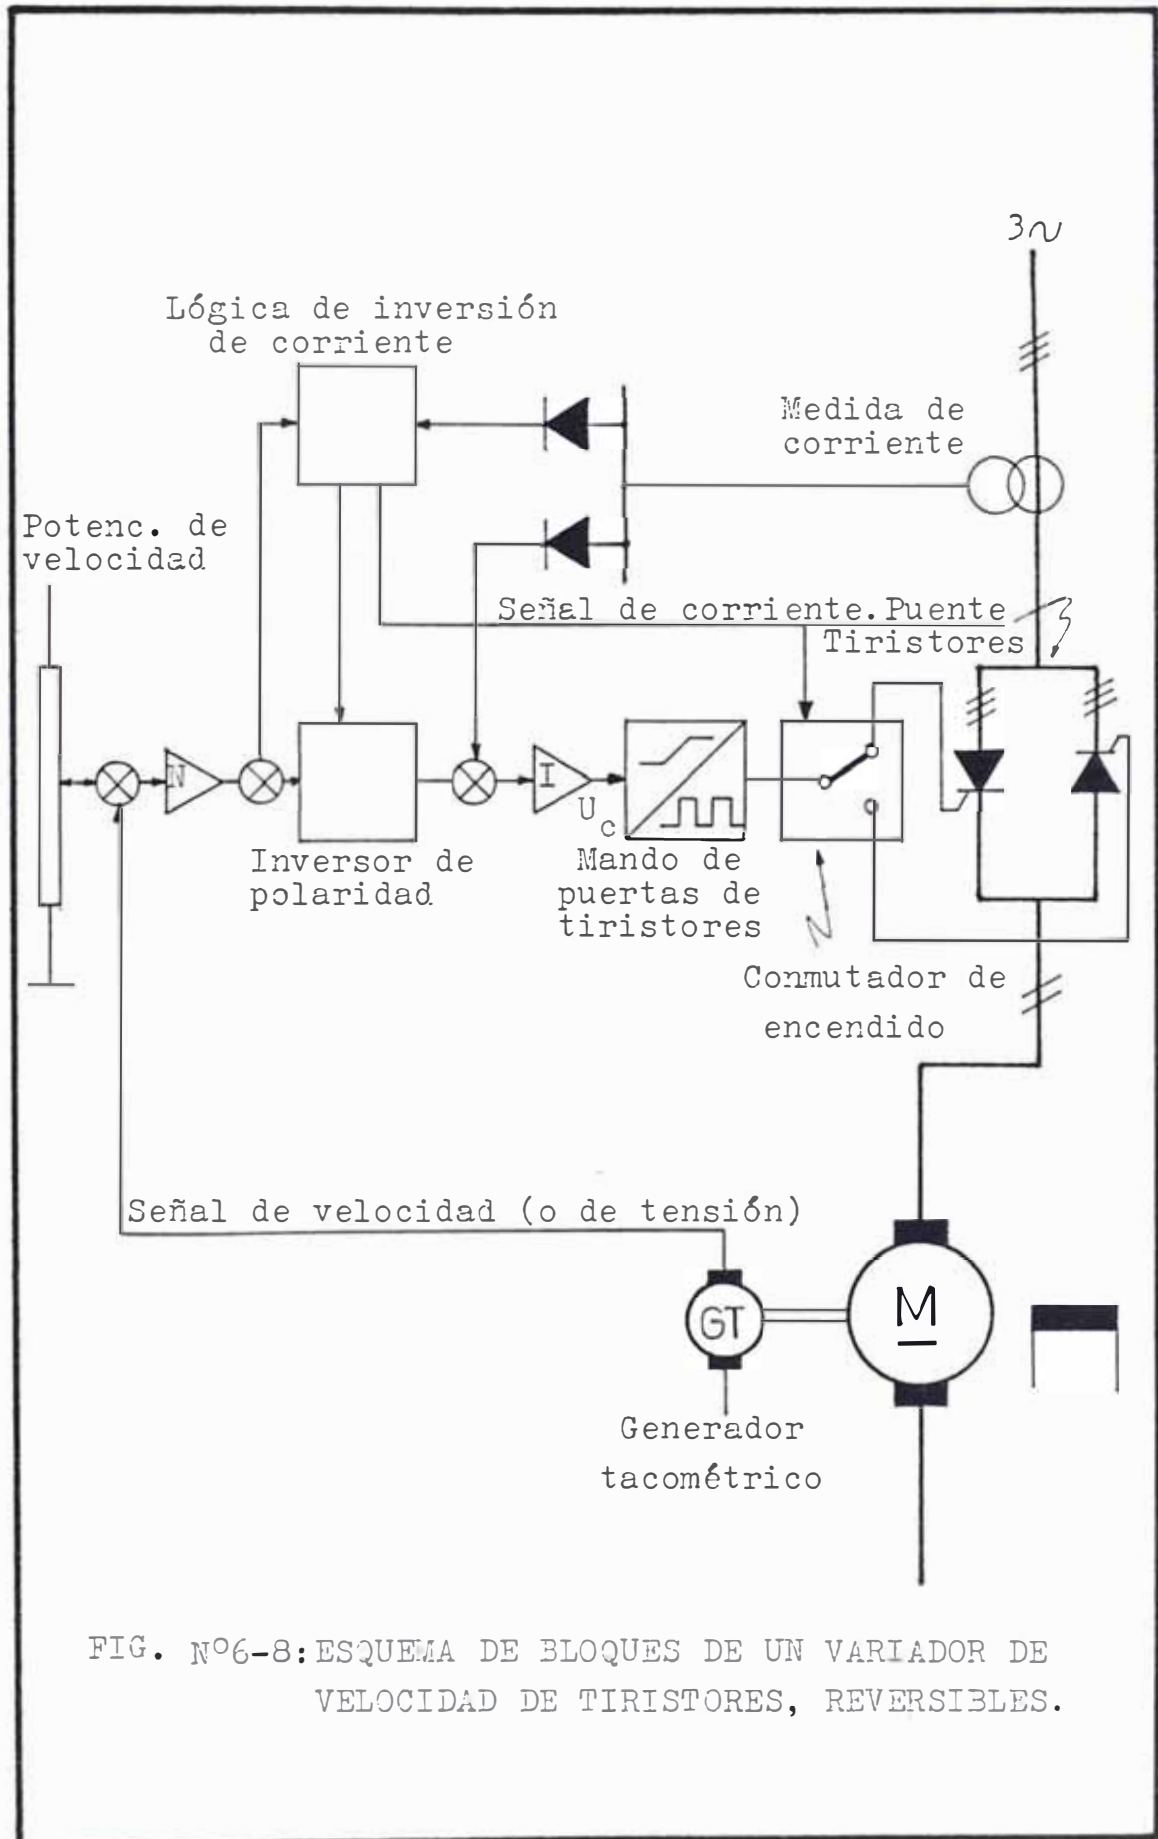 3∿
Lógica de inversión
de corriente
Medida de
corriente
Potenc. de
velocidad
Señal de corriente. Puente
Tiristores
N
I
U_c
Inversor de
polaridad
Mando de
puertas de
tiristores
Conmutador de
encendido
Señal de velocidad (o de tensión)
GT
M
Generador
tacométrico
FIG. Nº6-8: ESQUEMA DE BLOQUES DE UN VARIADOR DE
VELOCIDAD DE TIRISTORES, REVERSIBLES.